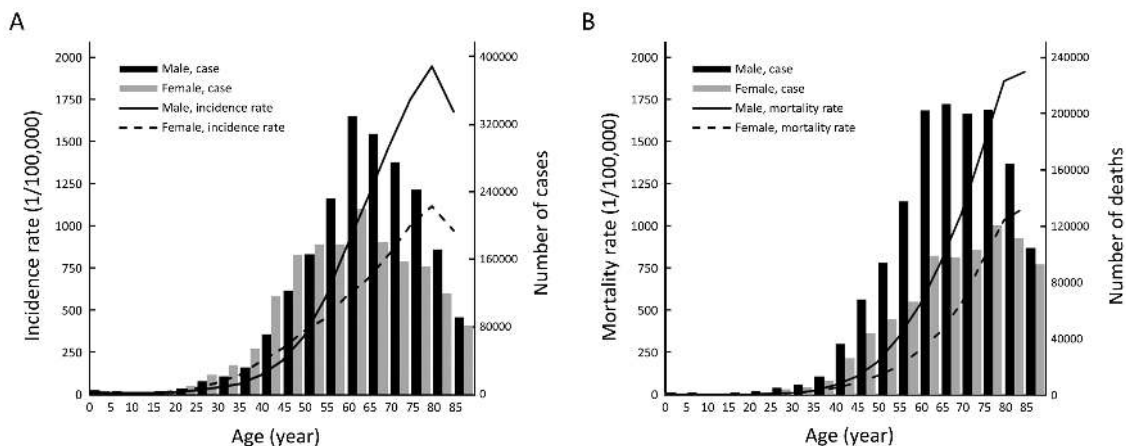 A
Incidence rate (1/100,000)
2000
1750
1500
1250
1000
750
500
250
0
Male, case
Female, case
Male, incidence rate
Female, incidence rate
400000
320000
240000
160000
80000
0
Number of cases
0 5 10 15 20 25 30 35 40 45 50 55 60 65 70 75 80 85
Age (year)
B
Mortality rate (1/100,000)
2000
1750
1500
1250
1000
750
500
250
0
Male, case
Female, case
Male, mortality rate
Female, mortality rate
240000
200000
160000
120000
80000
40000
0
Number of deaths
0 5 10 15 20 25 30 35 40 45 50 55 60 65 70 75 80 85
Age (year)